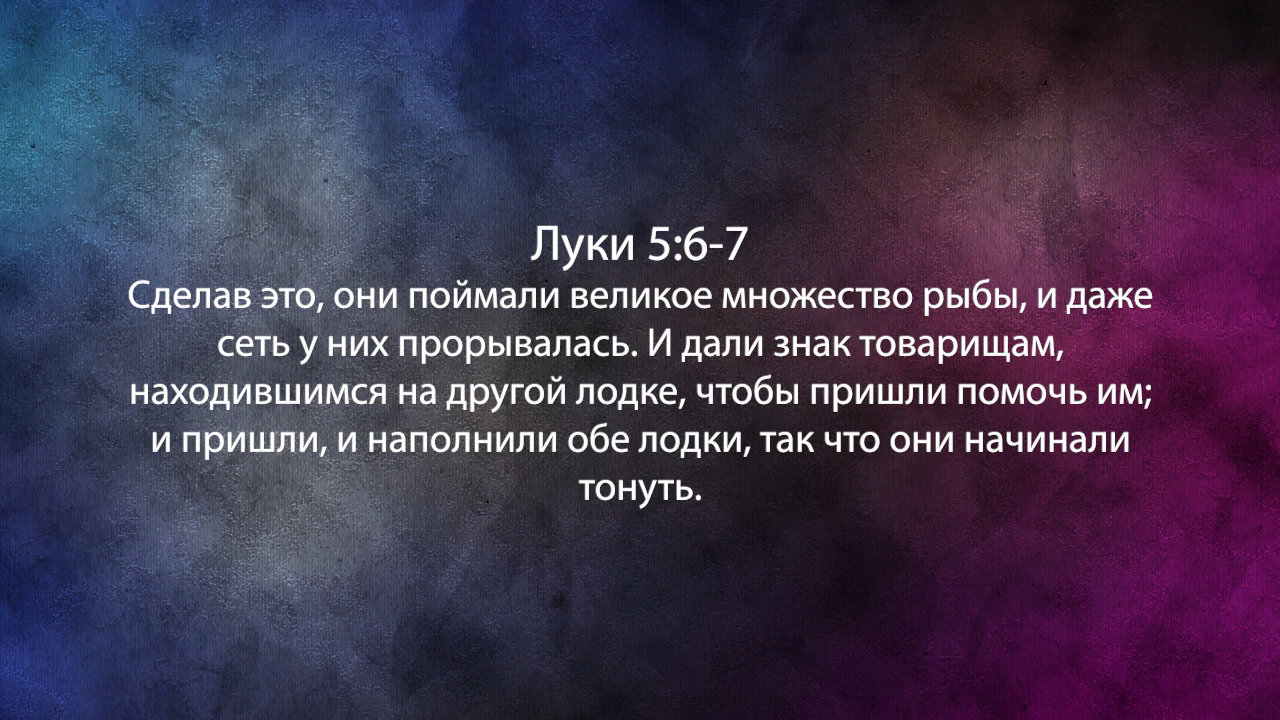 Луки 5:6-7
Сделав это, они поймали великое множество рыбы, и даже
сеть у них прорывалась. И дали знак товарищам,
находившимся на другой лодке, чтобы пришли помочь им;
и пришли, и наполнили обе лодки, так что они начинали
тонуть.